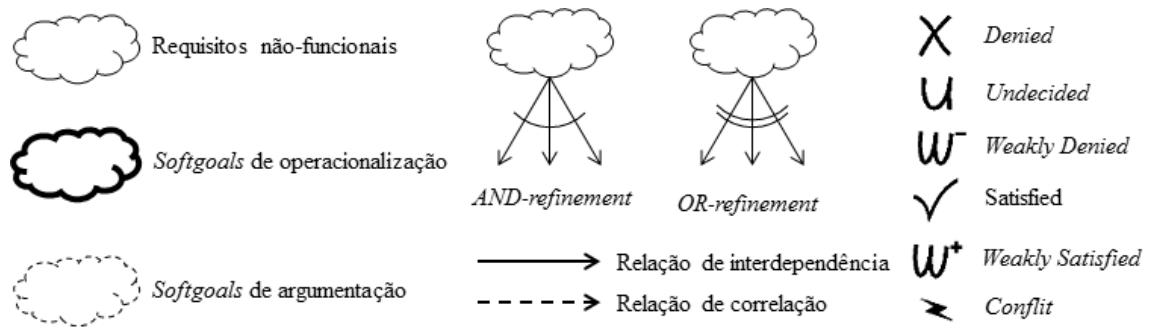 Requisitos não-funcionais
Softgoals de operacionalização
Softgoals de argumentação
AND-refinement
OR-refinement
Relação de interdependência
Relação de correlação
Denied
u Undecided
W- Weakly Denied
Satisfied
W+ Weakly Satisfied
Conflit